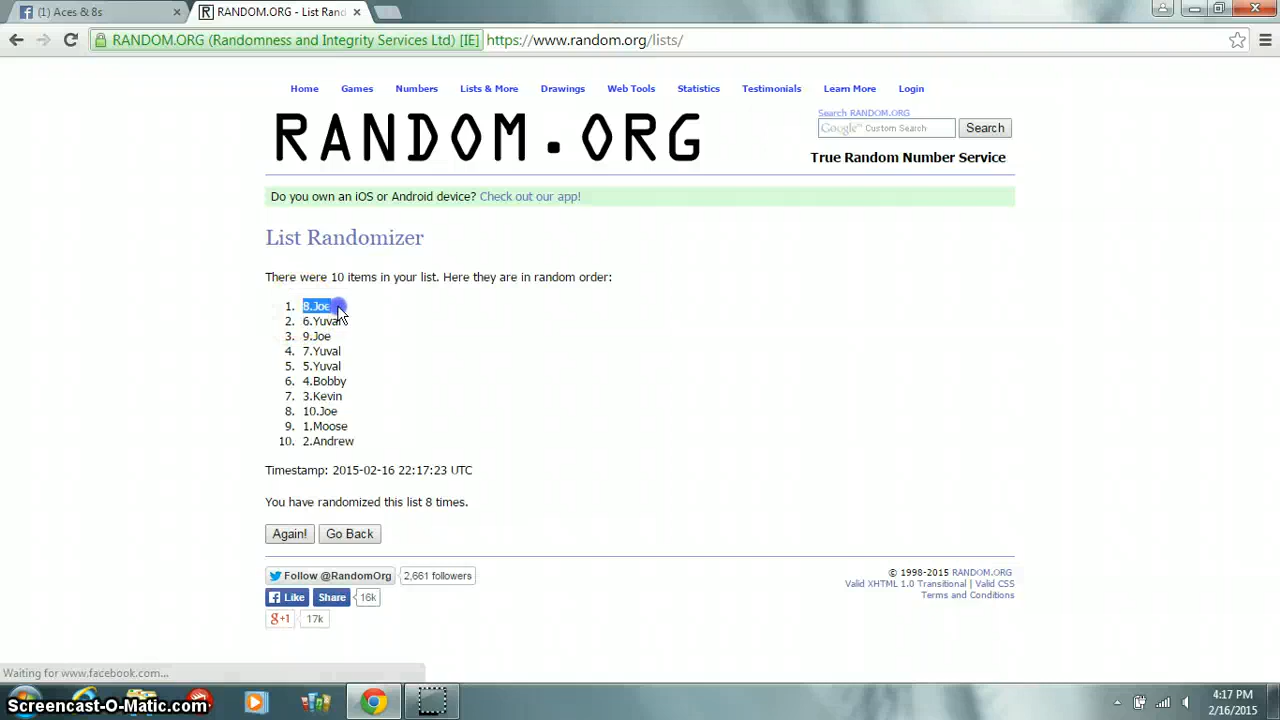 (1) Aces & 8s
RANDOM.ORG - List Rand
RANDOM.ORG (Randomness and Integrity Services Ltd) [IE] https://www.random.org/lists/
Home Games Numbers Lists & More Drawings Web Tools Statistics Testimonials Learn More Login
RANDOM.ORG
Search RANDOM.ORG
Google Custom Search Search
True Random Number Service
Do you own an iOS or Android device? Check out our app!
List Randomizer
There were 10 items in your list. Here they are in random order:
1. 8.Joe
2. 6.Yuval
3. 9.Joe
4. 7.Yuval
5. 5.Yuval
6. 4.Bobby
7. 3.Kevin
8. 10.Joe
9. 1.Moose
10. 2.Andrew
Timestamp: 2015-02-16 22:17:23 UTC
You have randomized this list 8 times.
Again! Go Back
Follow @RandomOrg 2,661 followers
Like Share 16k
+1 17k
© 1998-2015 RANDOM.ORG
Valid XHTML 1.0 Transitional | Valid CSS
Terms and Conditions
Waiting for www.facebook.com...
Screencast-O-Matic.com
4:17 PM
2/16/2015